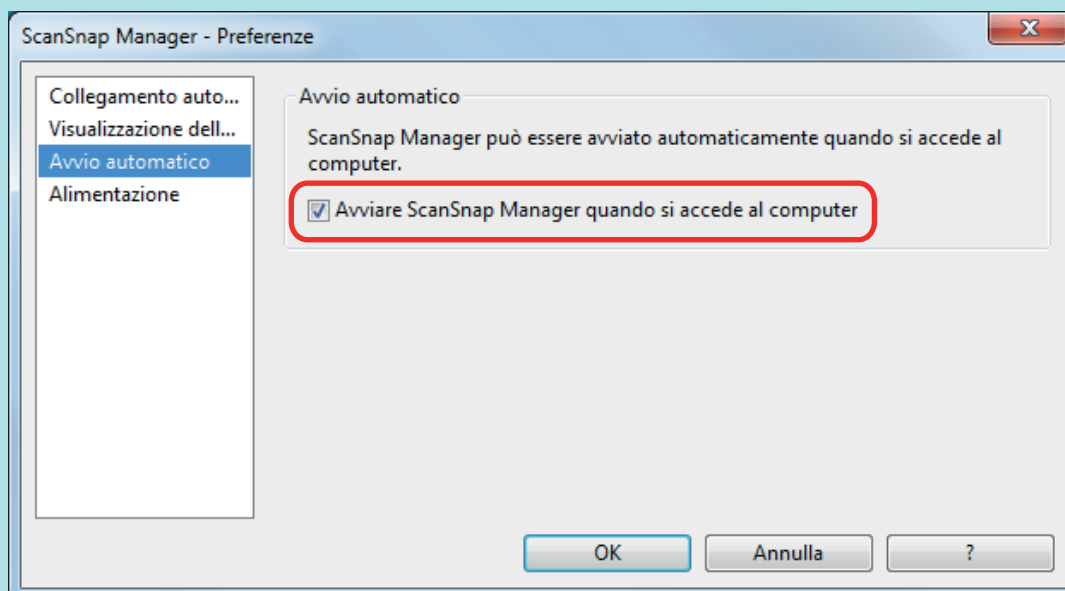 ScanSnap Manager - Preferenze
Collegamento auto...
Visualizzazione dell...
Avvio automatico
Alimentazione
Avvio automatico
ScanSnap Manager può essere avviato automaticamente quando si accede al
computer.
Avviare ScanSnap Manager quando si accede al computer
OK
Annulla
?